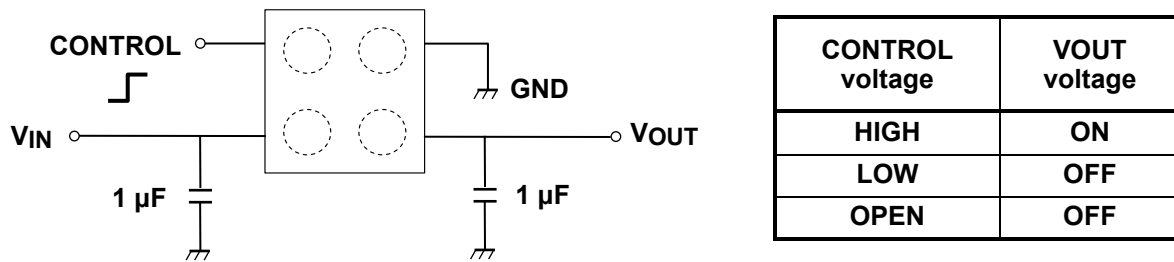 CONTROL
GND
VIN
VOUT
1 µF
1 µF
CONTROL voltage VOUT voltage
HIGH ON
LOW OFF
OPEN OFF